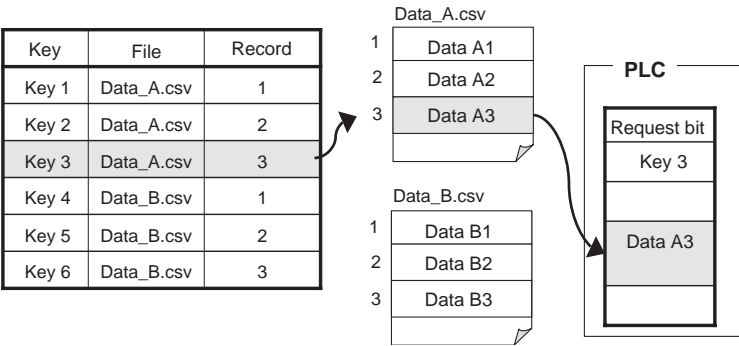 Key File Record
Key 1 Data_A.csv 1
Key 2 Data_A.csv 2
Key 3 Data_A.csv 3
Key 4 Data_B.csv 1
Key 5 Data_B.csv 2
Key 6 Data_B.csv 3
Data_A.csv
1 Data A1
2 Data A2
3 Data A3
Data_B.csv
1 Data B1
2 Data B2
3 Data B3
PLC
Request bit
Key 3
Data A3